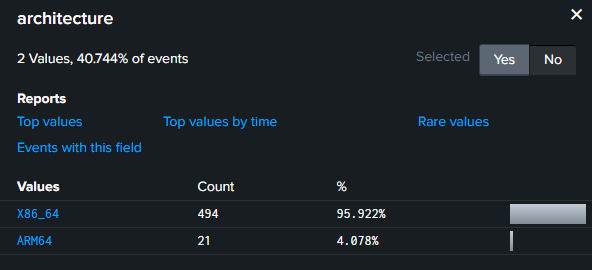 architecture
2 Values, 40.744% of events
Selected Yes No
Reports
Top values Top values by time Rare values
Events with this field
Values Count %
X86_64 494 95.922%
ARM64 21 4.078%